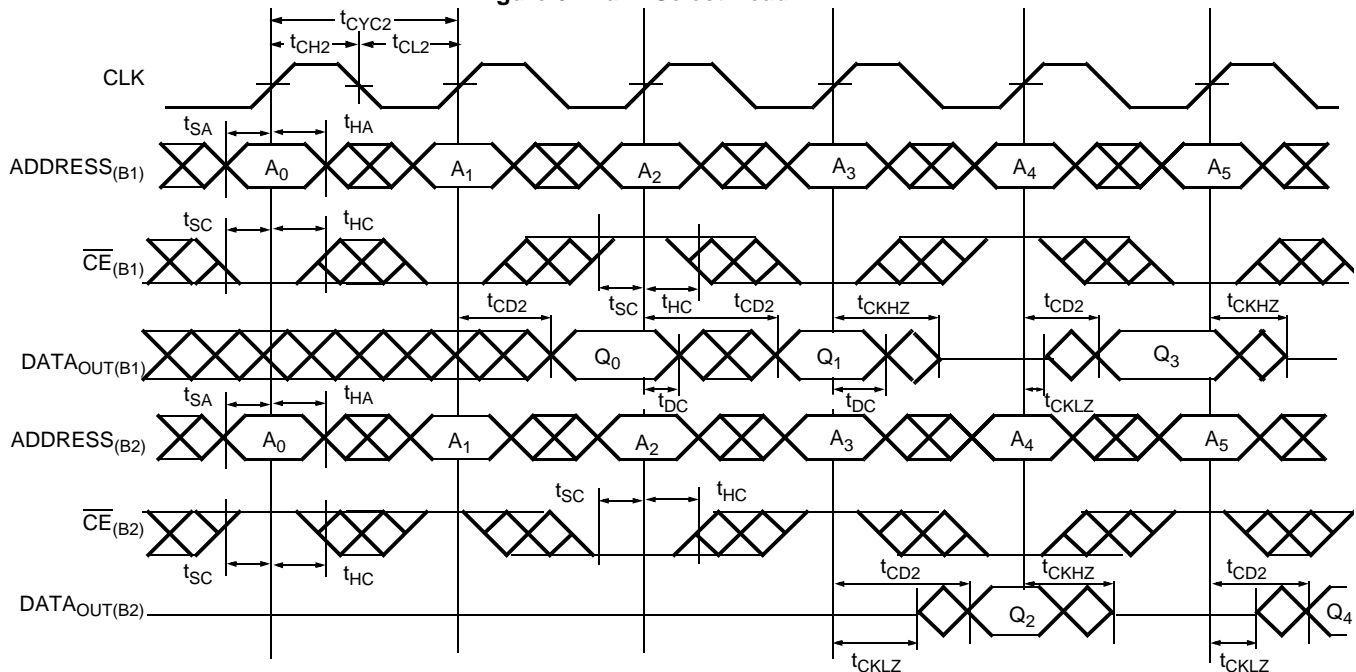 tCYC2
tCH2 tCL2
CLK
tSA tHA
ADDRESS(B1) A0 A1 A2 A3 A4 A5
tSC tHC
CE(B1)
tCD2 tSC tHC tCD2 tCKHZ tCD2 tCKHZ
DATAOUT(B1) Q0 Q1 Q3
tSA tHA tDC tDC tCKLZ
ADDRESS(B2) A0 A1 A2 A3 A4 A5
tSC tHC
CE(B2)
tSC tHC tCD2 tCKHZ tCD2
DATAOUT(B2) Q2 Q4
tCKLZ tCKLZ